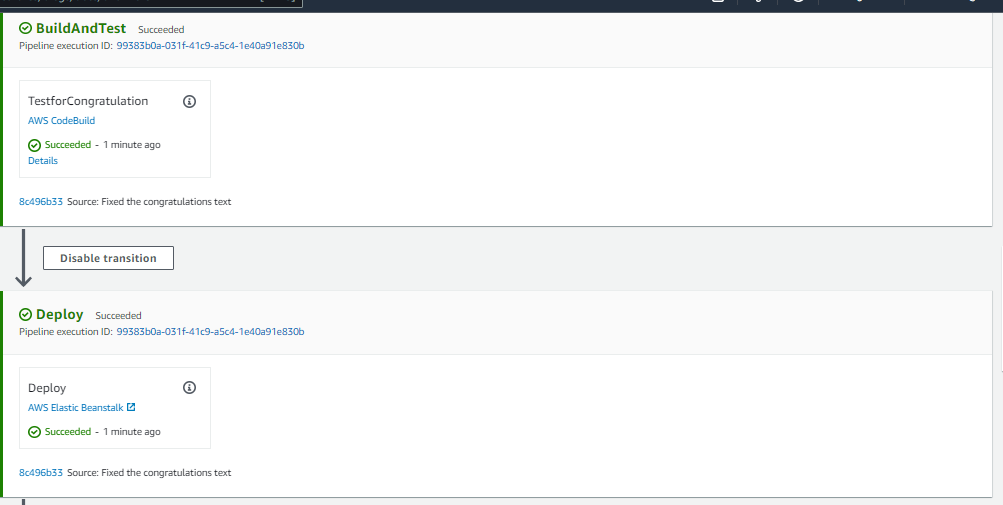 BuildAndTest Succeeded
Pipeline execution ID: 99383b0a-031f-41c9-a5c4-1e40a91e830b
TestforCongratulation
AWS CodeBuild
Succeeded - 1 minute ago
Details
8c496b33 Source: Fixed the congratulations text
Disable transition
Deploy Succeeded
Pipeline execution ID: 99383b0a-031f-41c9-a5c4-1e40a91e830b
Deploy
AWS Elastic Beanstalk
Succeeded - 1 minute ago
8c496b33 Source: Fixed the congratulations text